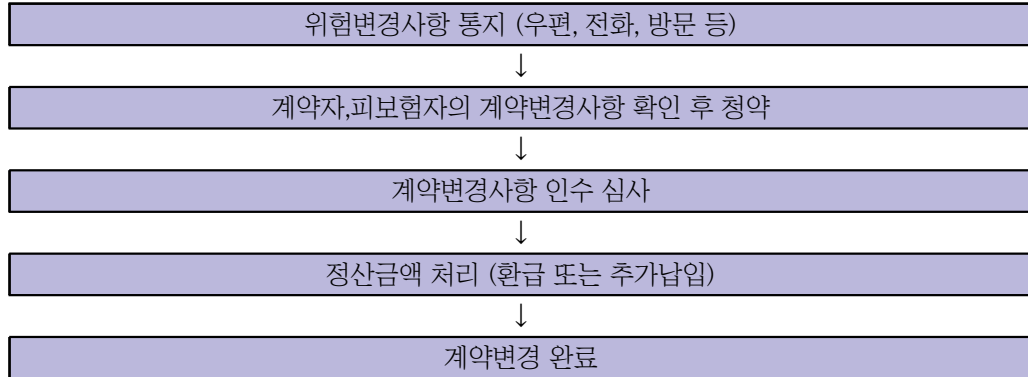 위험변경사항 통지 (우편, 전화, 방문 등)
↓
계약자,피보험자의 계약변경사항 확인 후 청약
↓
계약변경사항 인수 심사
↓
정산금액 처리 (환급 또는 추가납입)
↓
계약변경 완료